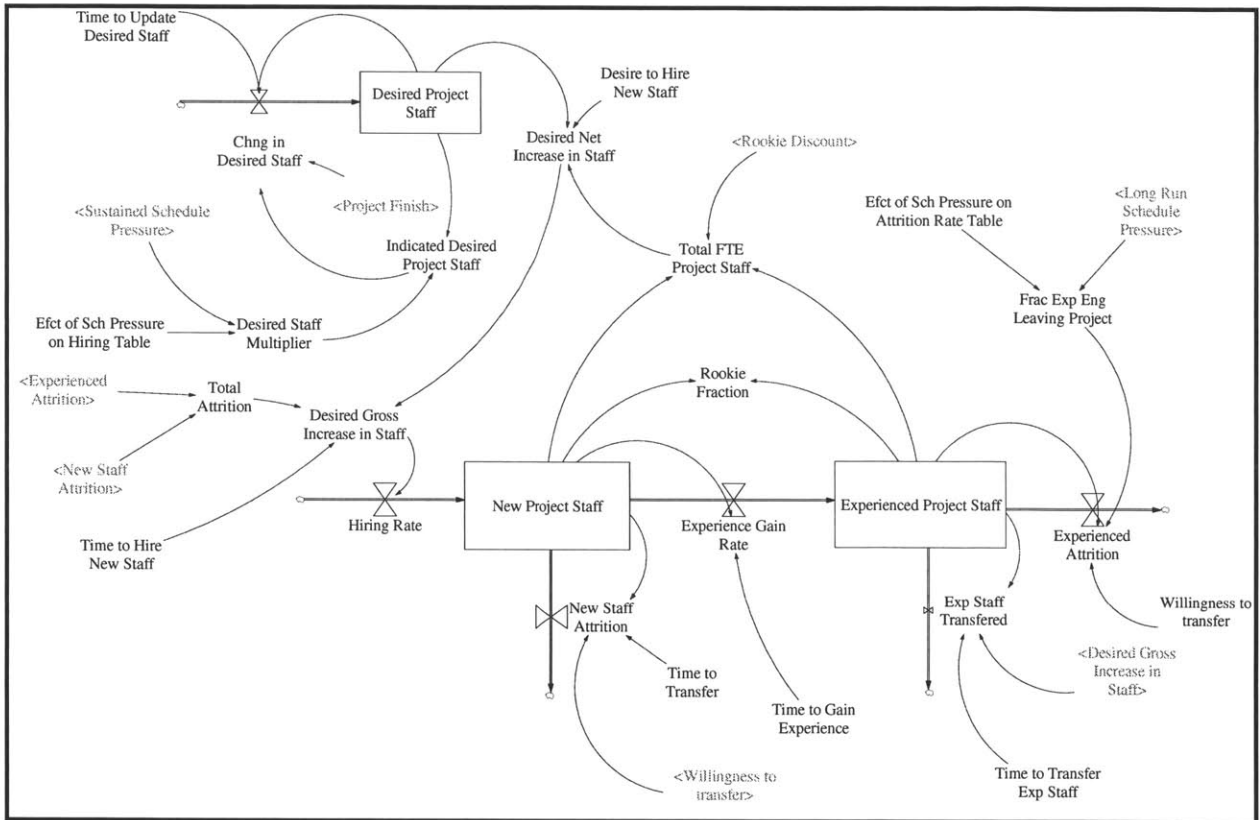 Time to Update
Desired Staff
Desired Project
Staff
Desire to Hire
New Staff
Chng in
Desired Staff
Desired Net
Increase in Staff
<Rookie Discount>
<Project Finish>
<Sustained Schedule
Pressure>
Efct of Sch Pressure on
Attrition Rate Table
<Long Run
Schedule
Pressure>
Indicated Desired
Project Staff
Total FTE
Project Staff
Frac Exp Eng
Leaving Project
Efct of Sch Pressure
on Hiring Table
Desired Staff
Multiplier
<Experienced
Attrition>
Total
Attrition
Rookie
Fraction
Desired Gross
Increase in Staff
<New Staff
Attrition>
Hiring Rate
New Project Staff
Experience Gain
Rate
Experienced Project Staff
Experienced
Attrition
Time to Hire
New Staff
New Staff
Attrition
Exp Staff
Transfered
Willingness to
transfer
Time to
Transfer
<Desired Gross
Increase in
Staff>
Time to Gain
Experience
<Willingness to
transfer>
Time to Transfer
Exp Staff